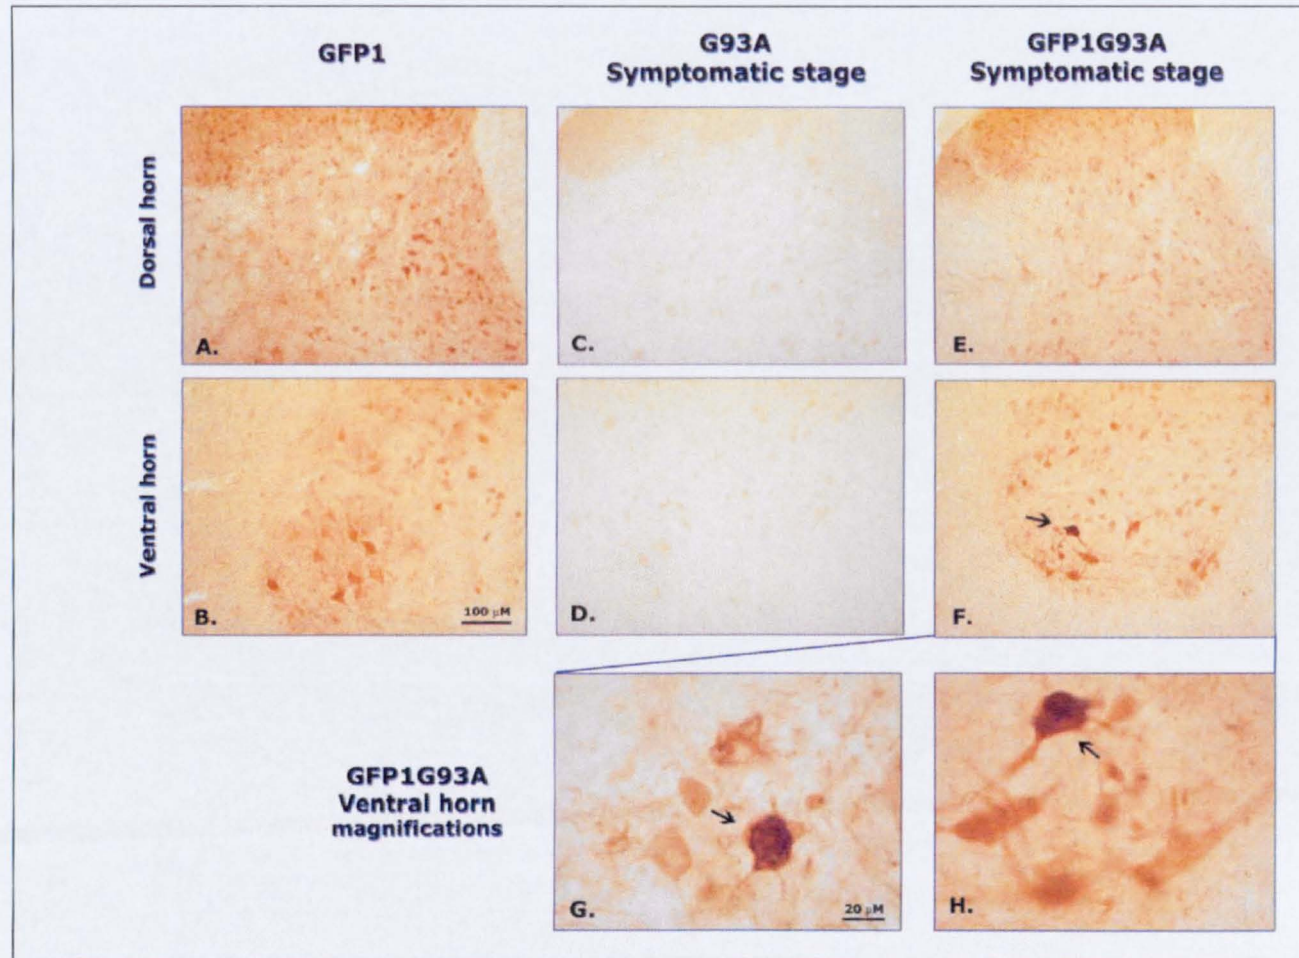 GFP1
G93A
Symptomatic stage
GFP1G93A
Symptomatic stage
Dorsal horn
A.
C.
E.
Ventral horn
B.
100 µM
D.
F.
GFP1G93A
Ventral horn
magnifications
G.
20 µM
H.